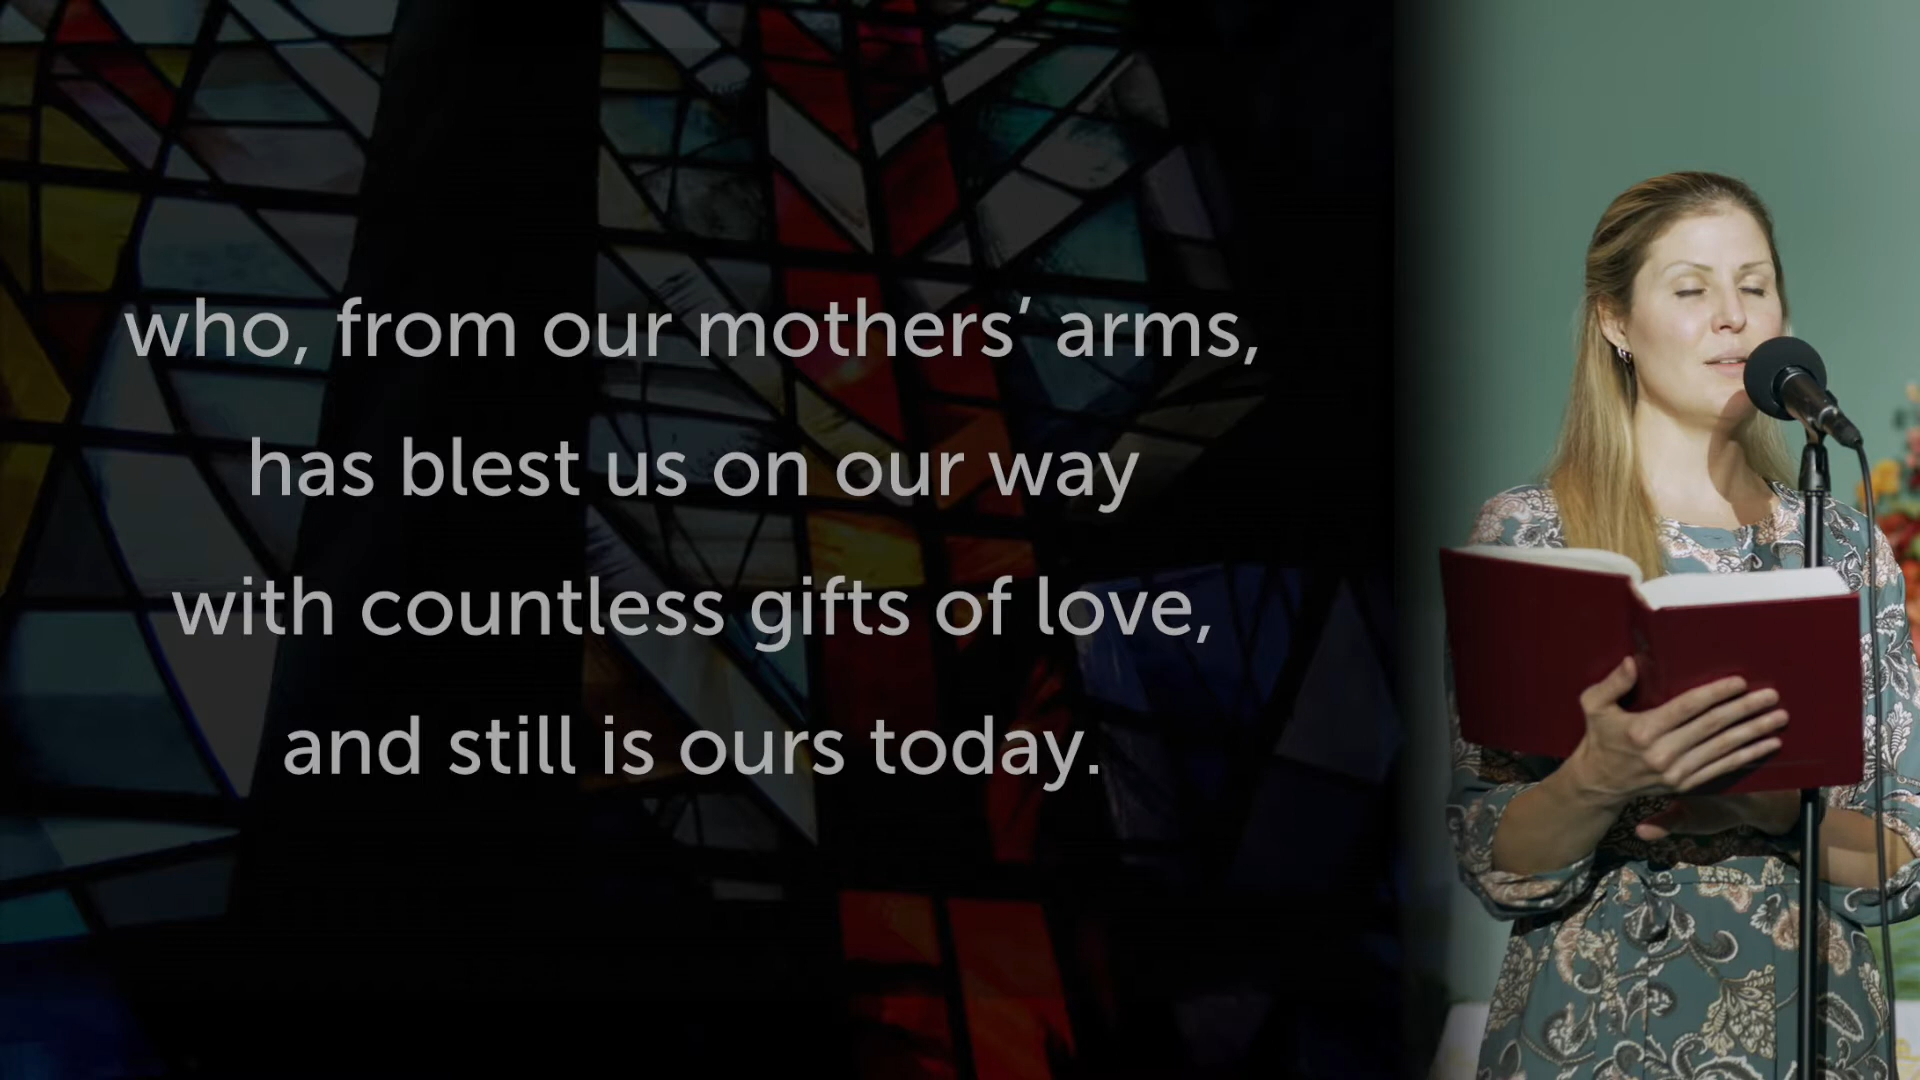 who, from our mothers’ arms,
has blest us on our way
with countless gifts of love,
and still is ours today.